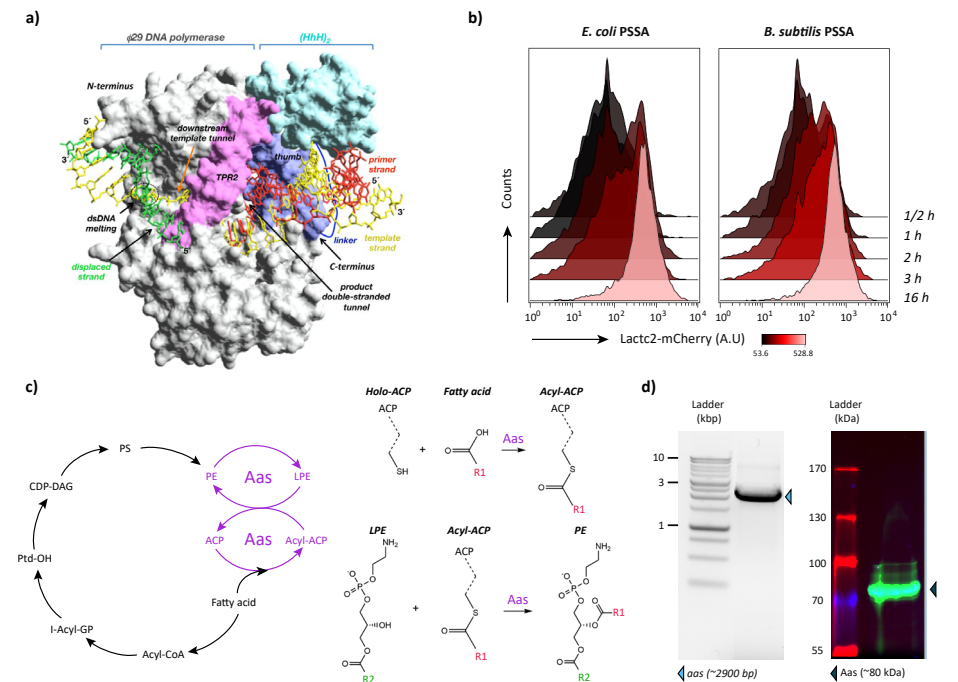 a)
φ29 DNA polymerase
(HhH)2
N-terminus
5´
3´
downstream
template tunnel
thumb
TPR2
primer
strand
5´
3´
dsDNA
melting
5´
displaced
strand
linker
template
strand
C-terminus
product
double-stranded
tunnel
b)
E. coli PSSA
B. subtilis PSSA
Counts
1/2 h
1 h
2 h
3 h
16 h
10^0 10^1 10^2 10^3 10^4
10^0 10^1 10^2 10^3 10^4
Lactc2-mCherry (A.U)
53.6 528.8
c)
PS
CDP-DAG
Ptd-OH
l-Acyl-GP
Acyl-CoA
Fatty acid
PE
Aas
LPE
ACP
Aas
Acyl-ACP
Holo-ACP
Fatty acid
Acyl-ACP
ACP
SH
+
O
OH
R1
Aas
ACP
S
O
R1
LPE
Acyl-ACP
PE
NH2
-O
P
O
O
O
OH
O
O
R2
+
ACP
S
O
R1
Aas
NH2
-O
P
O
O
O
O
O
R1
O
O
R2
d)
Ladder
(kbp)
10
3
1
aas (~2900 bp)
Ladder
(kDa)
170
130
100
70
55
Aas (~80 kDa)